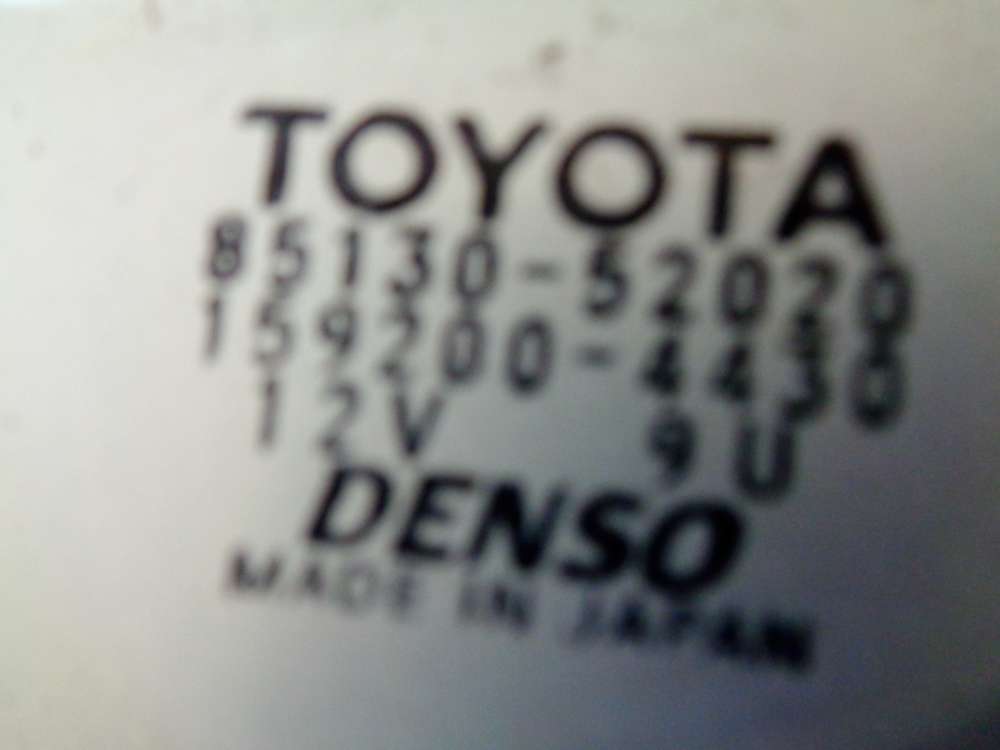 TOYOTA
85130-52020
159200-4430
12V 9U
DENSO
MADE IN JAPAN